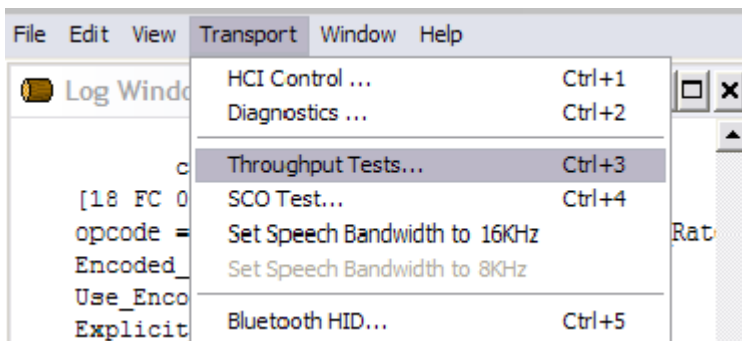 File Edit View Transport Window Help
Log Windo
HCI Control ... Ctrl+1
Diagnostics ... Ctrl+2
c
Throughput Tests... Ctrl+3
[18 FC 0
SCO Test... Ctrl+4
opcode =
Set Speech Bandwidth to 16KHz
Rat
Encoded_
Set Speech Bandwidth to 8KHz
Use_Enco
Explicit
Bluetooth HID... Ctrl+5